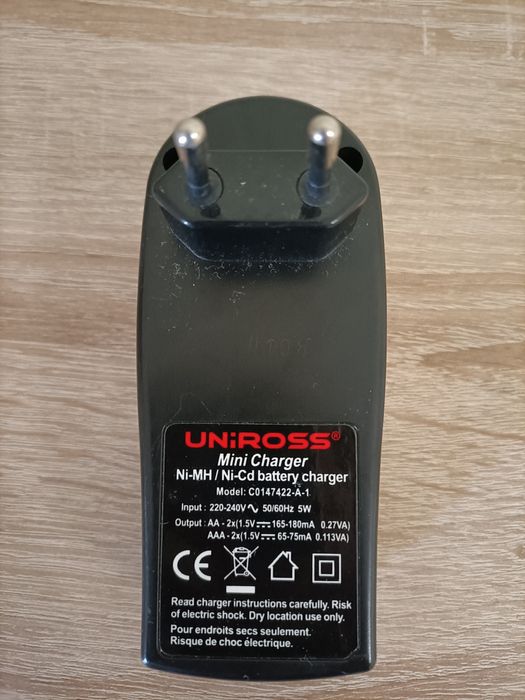 UNiROSS®
Mini Charger
Ni-MH / Ni-Cd battery charger
Model: C0147422-A-1
Input : 220-240V ∿ 50/60Hz 5W
Output : AA - 2x(1.5V ⎓ 165-180mA 0.27VA)
AAA - 2x(1.5V ⎓ 65-75mA 0.113VA)
CE
Read charger instructions carefully. Risk
of electric shock. Dry location use only.
Pour endroits secs seulement.
Risque de choc électrique.